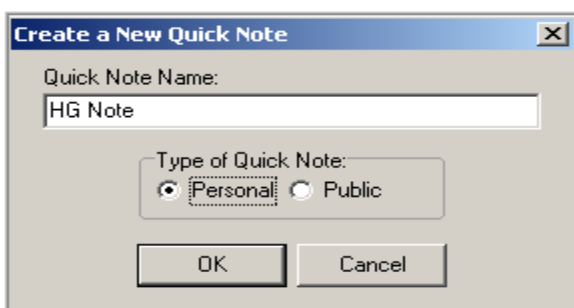 Create a New Quick Note
Quick Note Name:
HG Note
Type of Quick Note:
Personal Public
OK Cancel